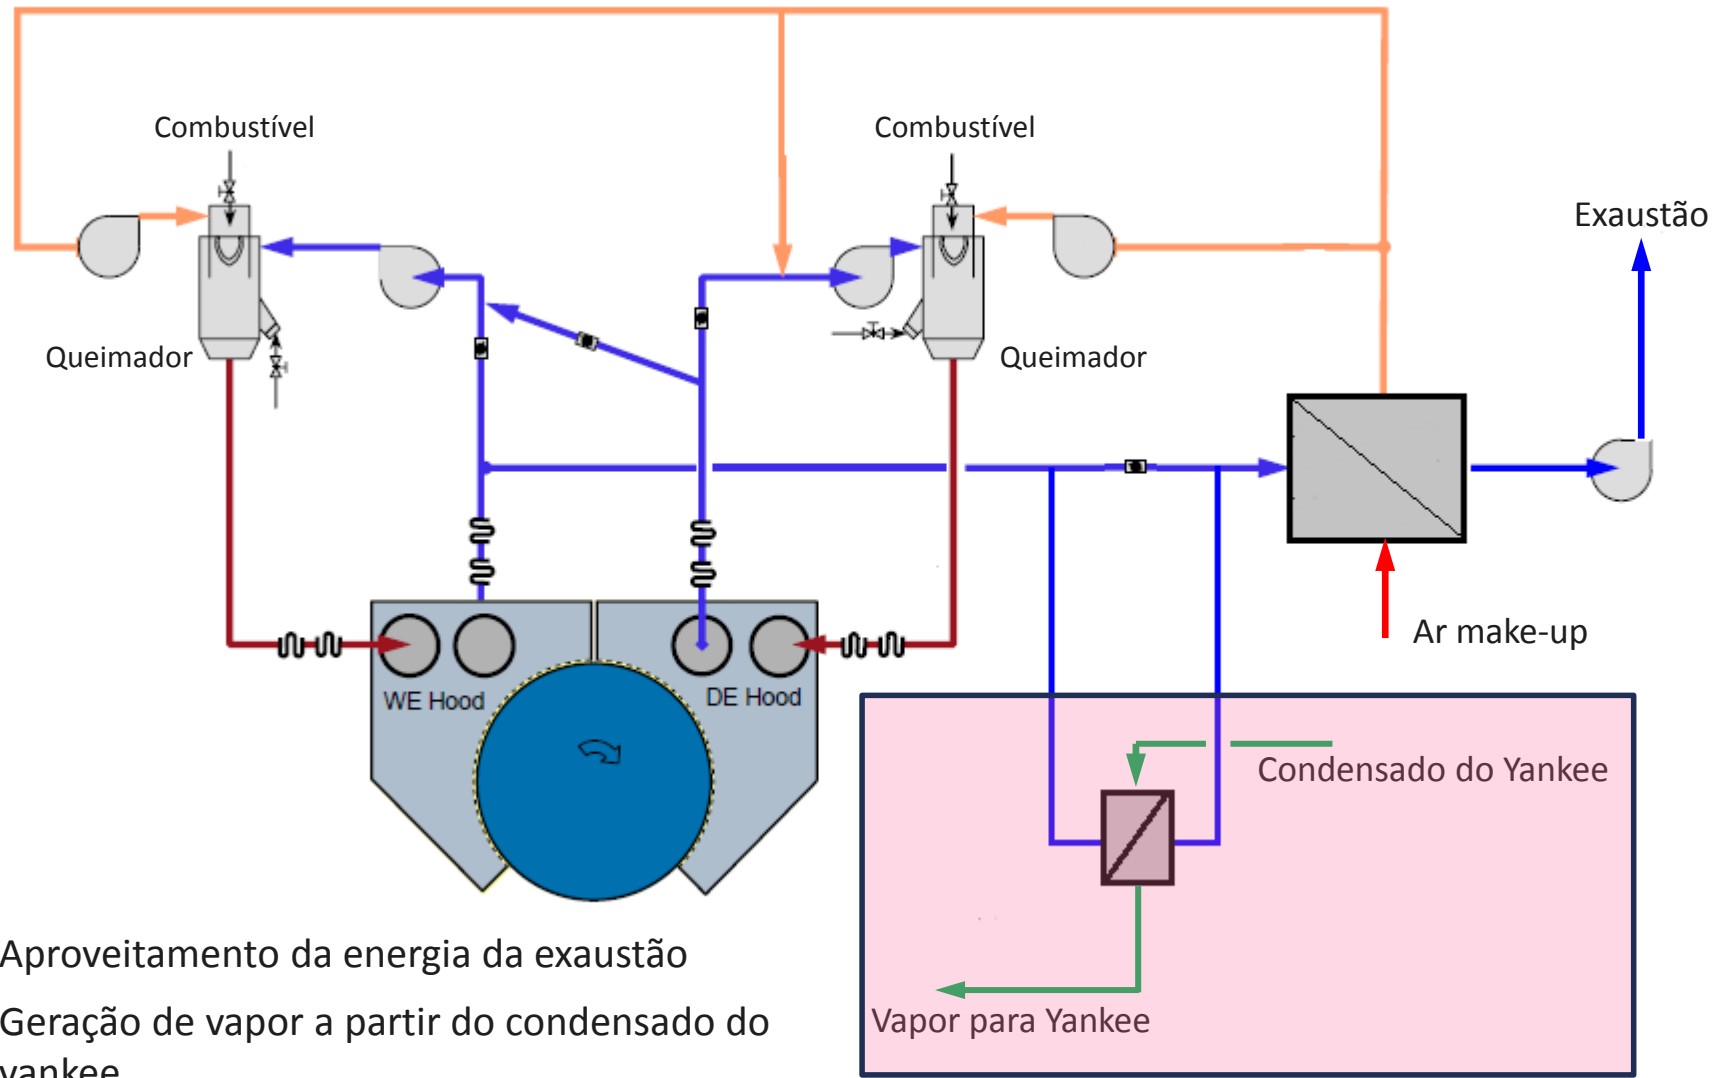 Combustível
Combustível
Exaustão
Queimador
Queimador
Ar make-up
WE Hood
DE Hood
Condensado do Yankee
Vapor para Yankee
Aproveitamento da energia da exaustão
Geração de vapor a partir do condensado do
yankee